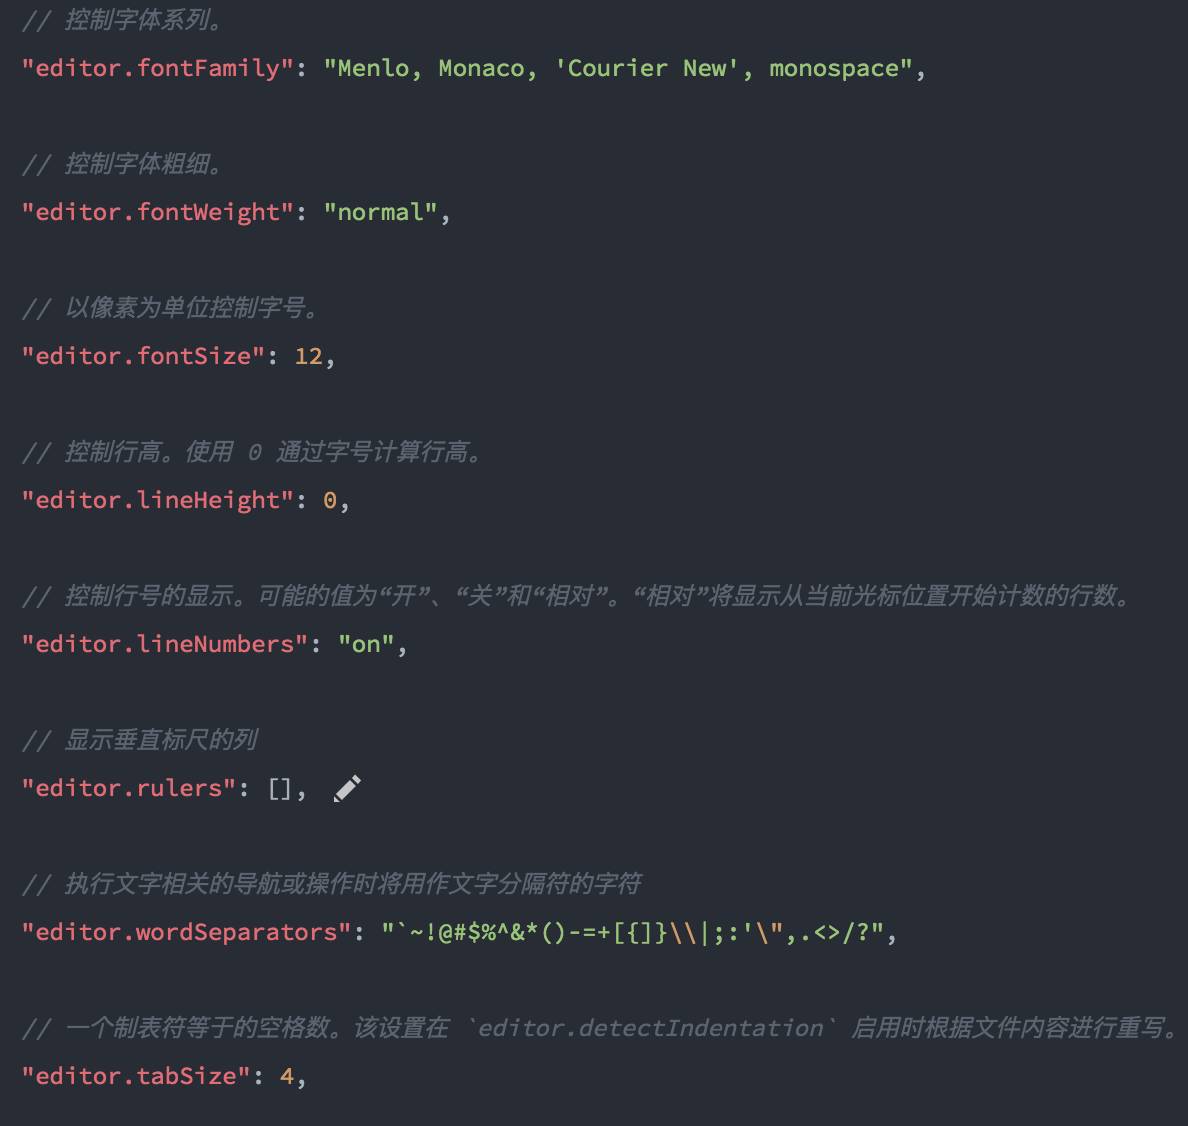 // 控制字体系列。
"editor.fontFamily": "Menlo, Monaco, 'Courier New', monospace",
// 控制字体粗细。
"editor.fontWeight": "normal",
// 以像素为单位控制字号。
"editor.fontSize": 12,
// 控制行高。使用 0 通过字号计算行高。
"editor.lineHeight": 0,
// 控制行号的显示。可能的值为“开”、“关”和“相对”。“相对”将显示从当前光标位置开始计数的行数。
"editor.lineNumbers": "on",
// 显示垂直标尺的列
"editor.rulers": [],
// 执行文字相关的导航或操作时将用作文字分隔符的字符
"editor.wordSeparators": "`~!@#$%^&*()-=+[{]}\\|;:'\",.<>/?",
// 一个制表符等于的空格数。该设置在 `editor.detectIndentation` 启用时根据文件内容进行重写。
"editor.tabSize": 4,